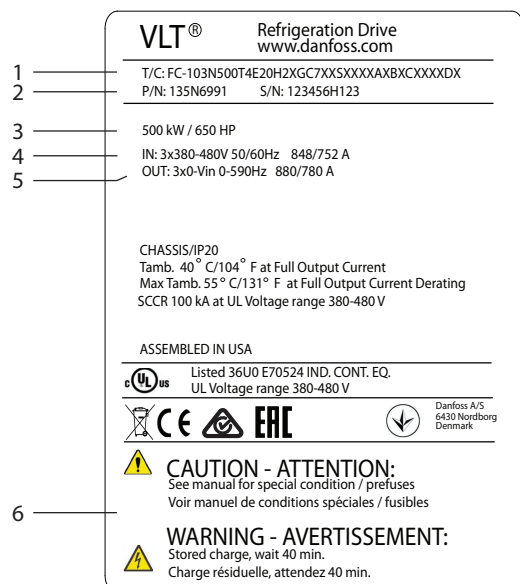 VLT® Refrigeration Drive
www.danfoss.com
1 T/C: FC-103N500T4E20H2XGC7XXSXXXXAXBXCXXXXDX
2 P/N: 135N6991 S/N: 123456H123
3 500 kW / 650 HP
4 IN: 3x380-480V 50/60Hz 848/752 A
5 OUT: 3x0-Vin 0-590Hz 880/780 A
CHASSIS/IP20
Tamb. 40° C/104° F at Full Output Current
Max Tamb. 55° C/131° F at Full Output Current Derating
SCCR 100 kA at UL Voltage range 380-480 V
ASSEMBLED IN USA
c UL us Listed 36U0 E70524 IND. CONT. EQ.
UL Voltage range 380-480 V
CE EAC
Danfoss A/S
6430 Nordborg
Denmark
CAUTION - ATTENTION:
See manual for special condition / prefuses
Voir manuel de conditions spéciales / fusibles
6
WARNING - AVERTISSEMENT:
Stored charge, wait 40 min.
Charge résiduelle, attendez 40 min.